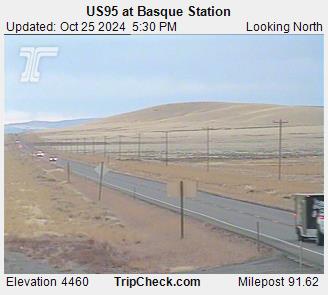 US95 at Basque Station
Updated: Oct 25 2024 5:30 PM Looking North
Elevation 4460 TripCheck.com Milepost 91.62